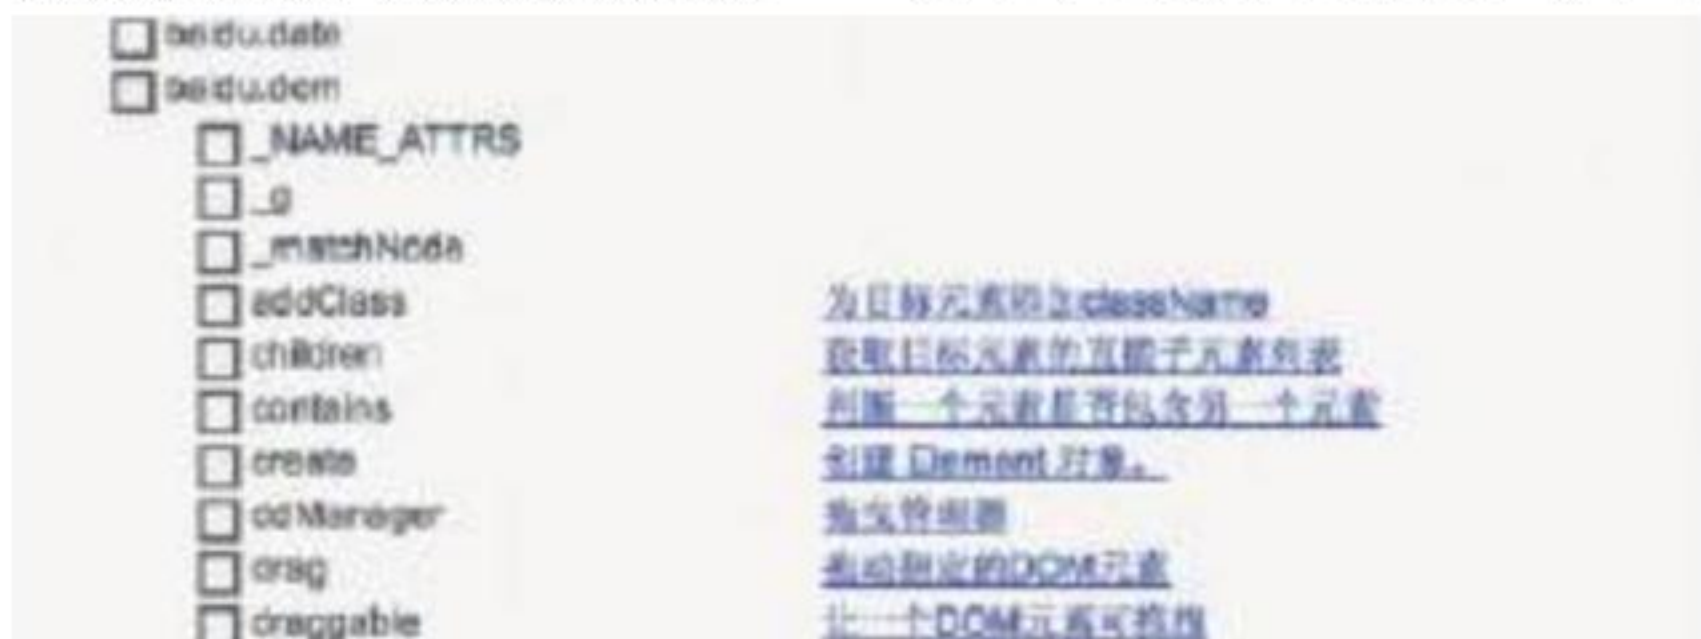 baidu.date
baidu.dom
_NAME_ATTRS
_g
_matchNode
addClass 为目标元素添加className
children 获取目标元素的直接子元素列表
contains 判断一个元素是否包含另一个元素
create 创建 Element 对象。
ddManager 拖曳管理器
drag 拖动指定的DOM元素
draggable 让一个DOM元素可拖拽